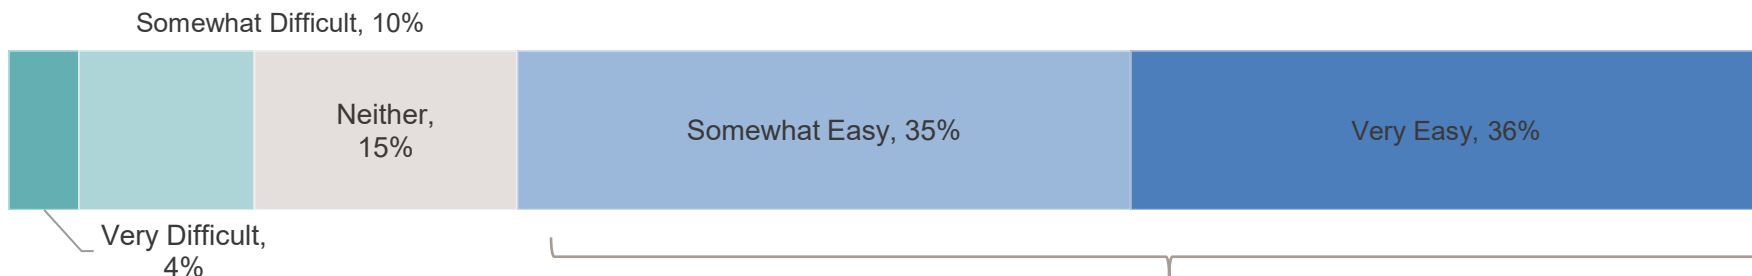 Somewhat Difficult, 10%
Neither,
15%
Somewhat Easy, 35%
Very Easy, 36%
Very Difficult,
4%